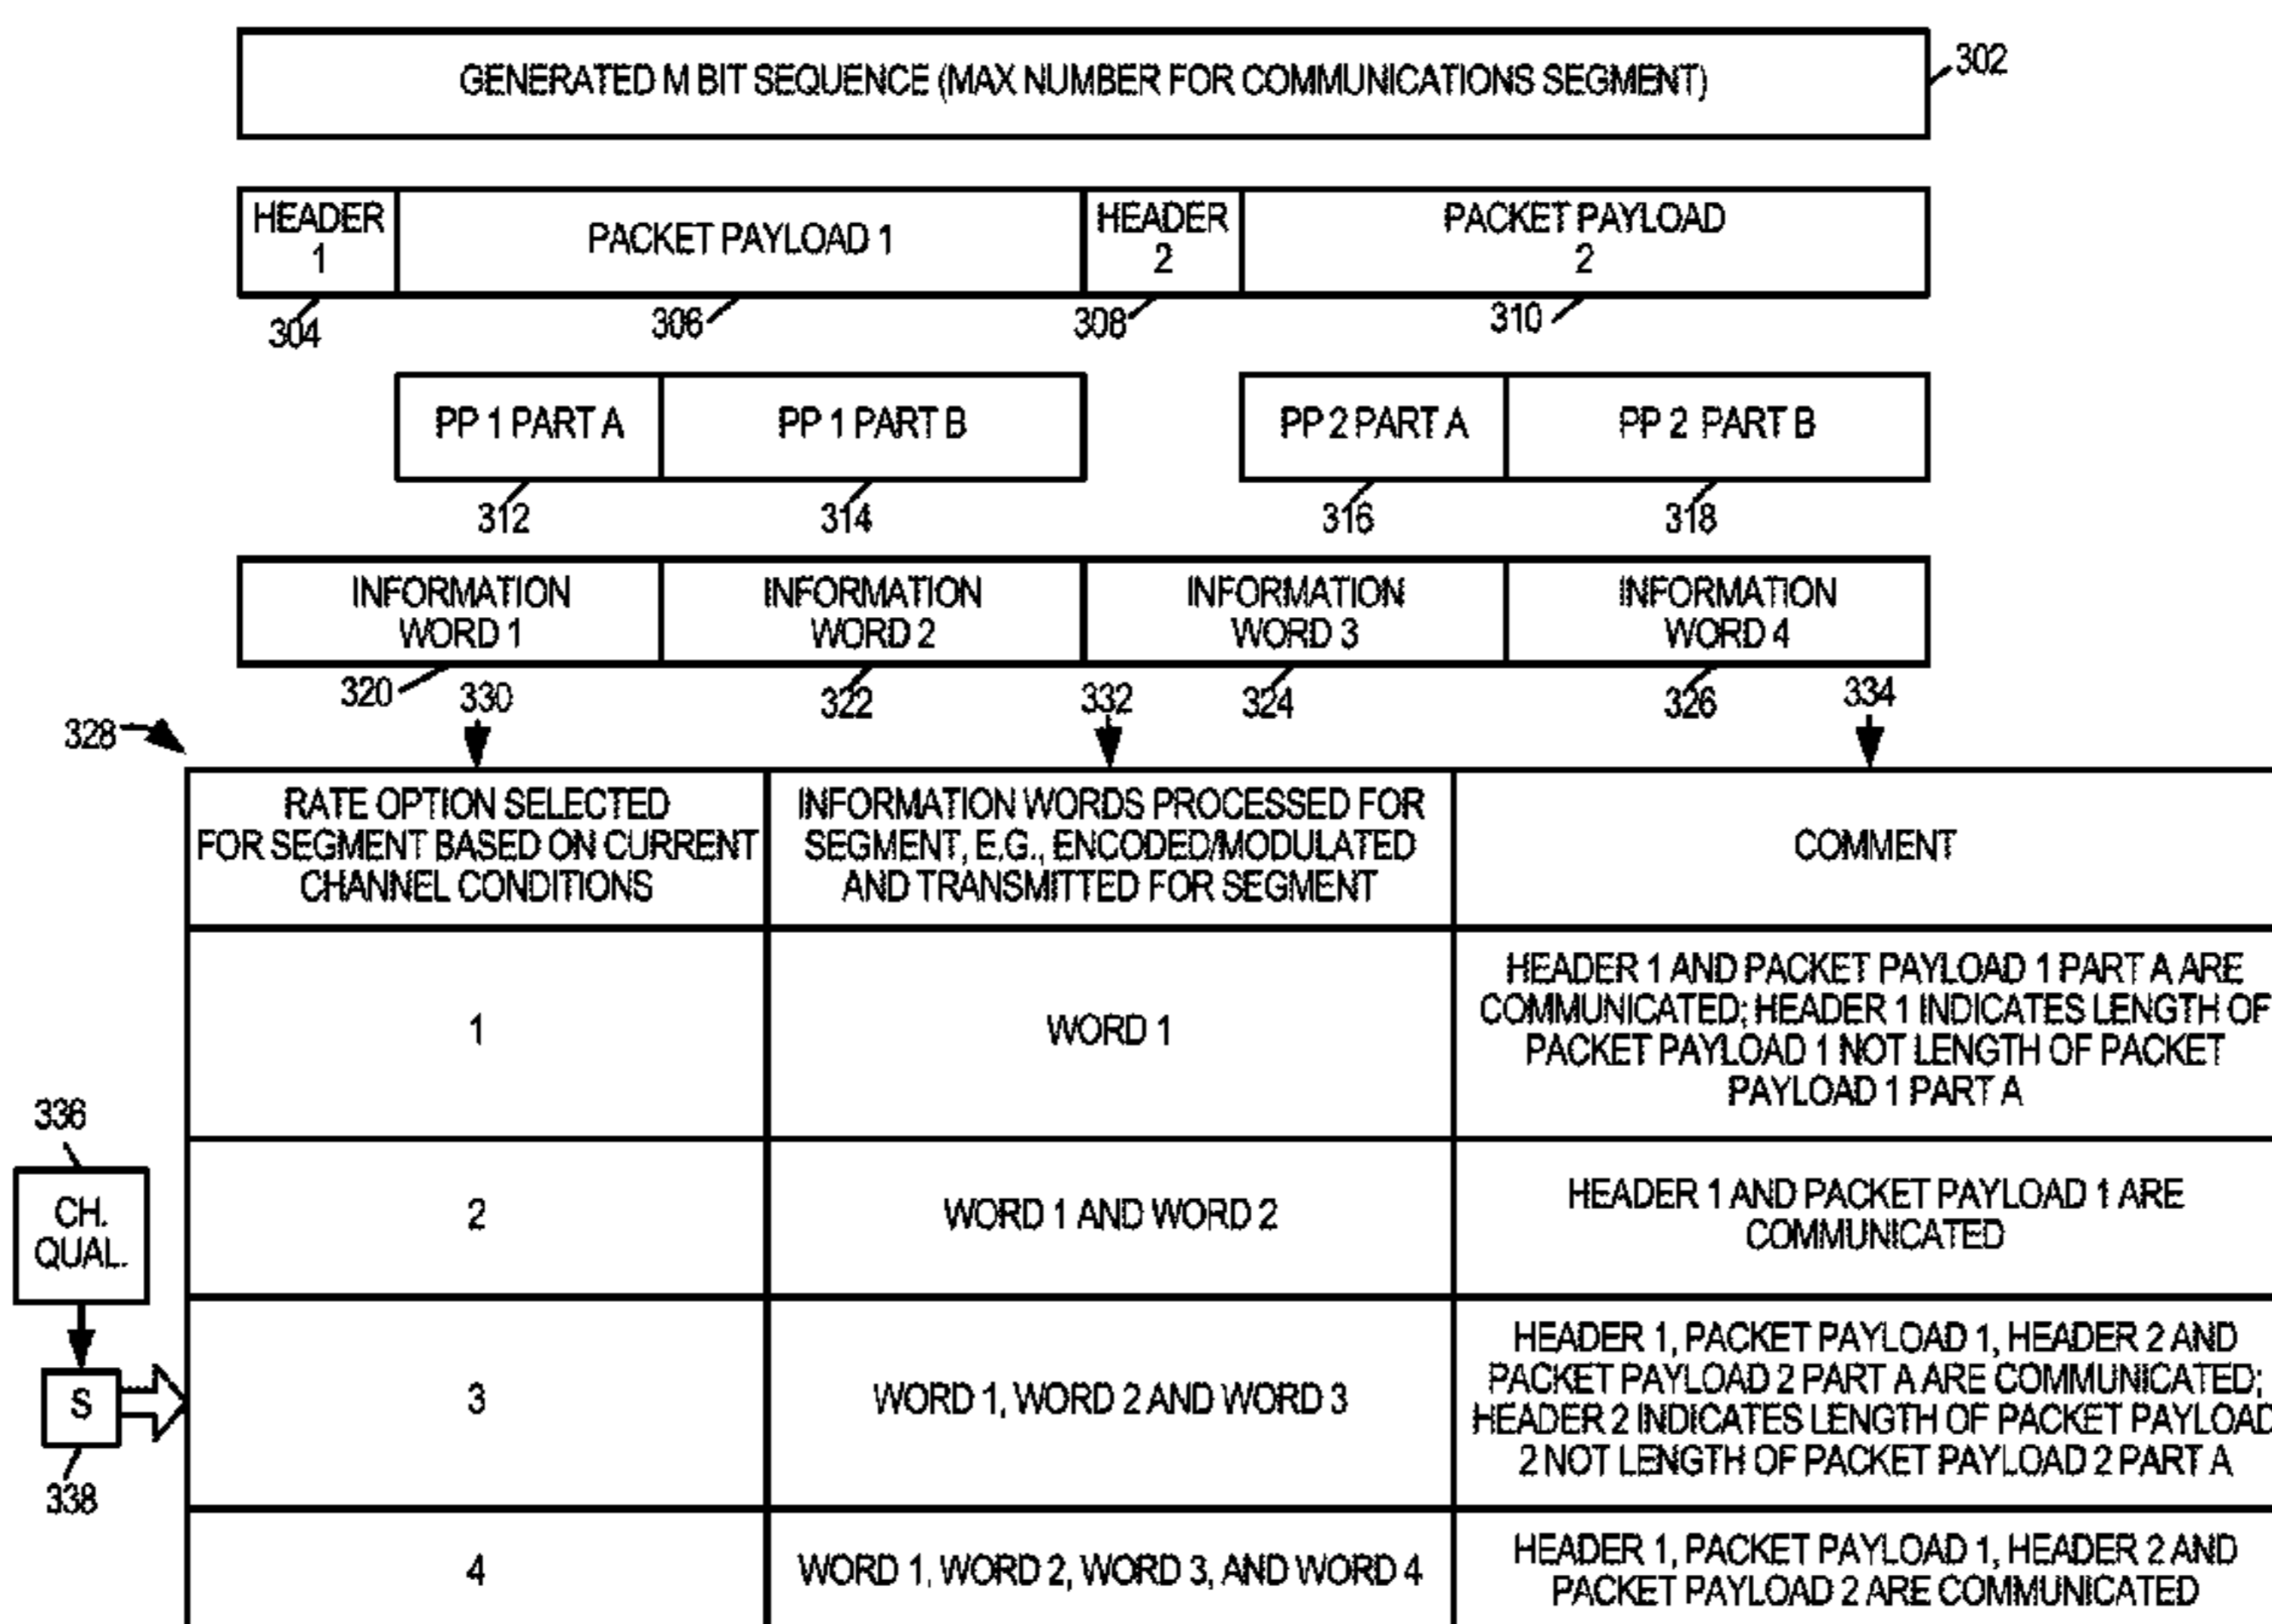 GENERATED M BIT SEQUENCE (MAX NUMBER FOR COMMUNICATIONS SEGMENT)
302
HEADER
1
PACKET PAYLOAD 1
HEADER
2
PACKET PAYLOAD
2
304
306
308
310
PP 1 PART A
PP 1 PART B
PP 2 PART A
PP 2 PART B
312
314
316
318
INFORMATION
WORD 1
INFORMATION
WORD 2
INFORMATION
WORD 3
INFORMATION
WORD 4
320
330
322
332
324
326
334
328
RATE OPTION SELECTED
FOR SEGMENT BASED ON CURRENT
CHANNEL CONDITIONS
INFORMATION WORDS PROCESSED FOR
SEGMENT, E.G., ENCODED/MODULATED
AND TRANSMITTED FOR SEGMENT
COMMENT
1
WORD 1
HEADER 1 AND PACKET PAYLOAD 1 PART A ARE
COMMUNICATED; HEADER 1 INDICATES LENGTH OF
PACKET PAYLOAD 1 NOT LENGTH OF PACKET
PAYLOAD 1 PART A
336
CH.
QUAL.
2
WORD 1 AND WORD 2
HEADER 1 AND PACKET PAYLOAD 1 ARE
COMMUNICATED
S
338
3
WORD 1, WORD 2 AND WORD 3
HEADER 1, PACKET PAYLOAD 1, HEADER 2 AND
PACKET PAYLOAD 2 PART A ARE COMMUNICATED;
HEADER 2 INDICATES LENGTH OF PACKET PAYLOAD
2 NOT LENGTH OF PACKET PAYLOAD 2 PART A
4
WORD 1, WORD 2, WORD 3, AND WORD 4
HEADER 1, PACKET PAYLOAD 1, HEADER 2 AND
PACKET PAYLOAD 2 ARE COMMUNICATED